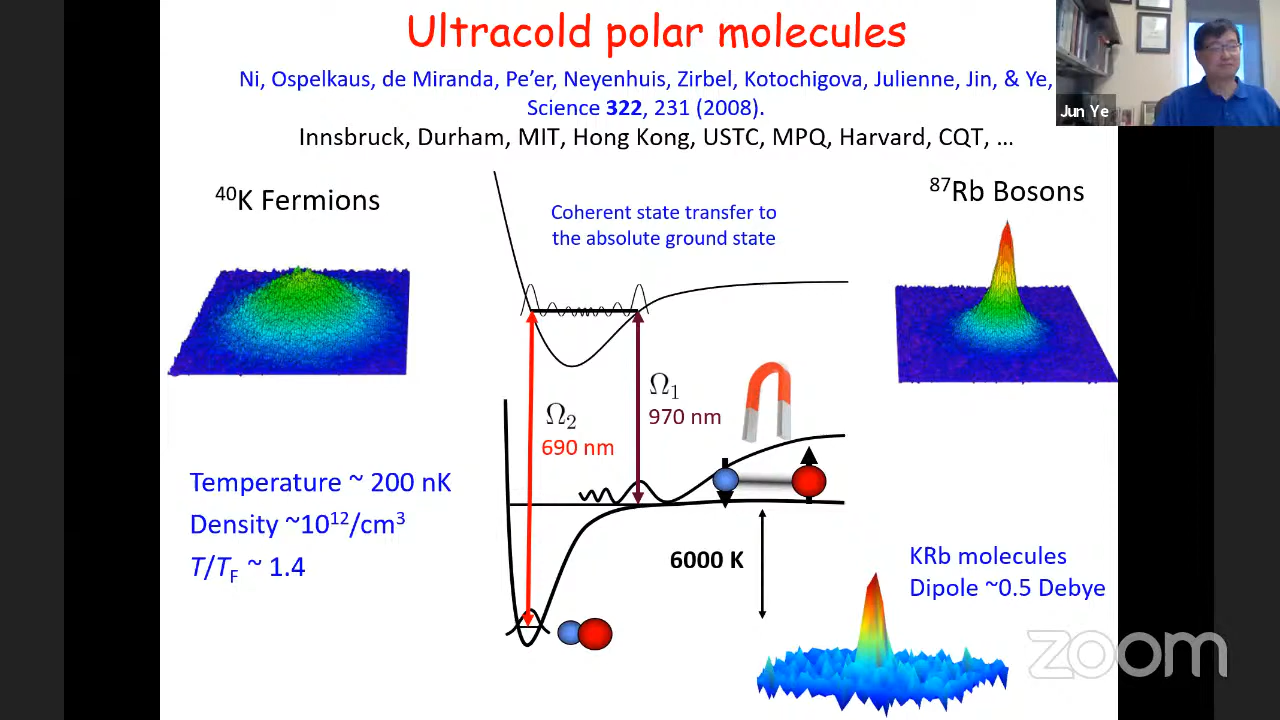 Ultracold polar molecules
Ni, Ospelkaus, de Miranda, Pe'er, Neyenhuis, Zirbel, Kotochigova, Julienne, Jin, & Ye,
Science 322, 231 (2008).
Innsbruck, Durham, MIT, Hong Kong, USTC, MPQ, Harvard, CQT, ...
Jun Ye
⁴⁰K Fermions
⁸⁷Rb Bosons
Coherent state transfer to
the absolute ground state
Ω₁
970 nm
Ω₂
690 nm
Temperature ~ 200 nK
Density ~10¹²/cm³
T/T_F ~ 1.4
6000 K
KRb molecules
Dipole ~0.5 Debye
zoom